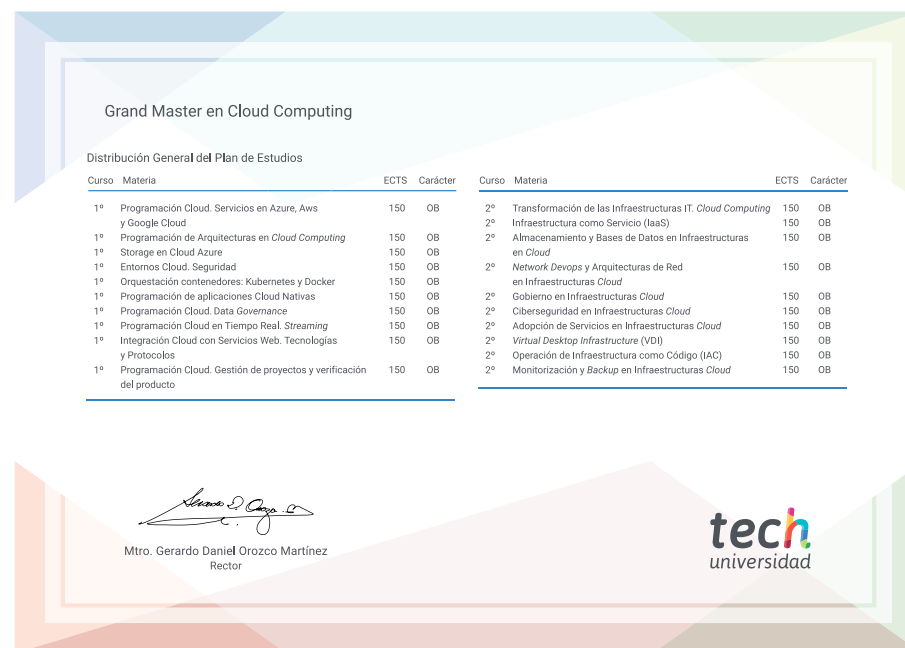 Grand Master en Cloud Computing
Distribución General del Plan de Estudios
Curso Materia ECTS Carácter
1º Programación Cloud. Servicios en Azure, Aws 150 OB
y Google Cloud
1º Programación de Arquitecturas en Cloud Computing 150 OB
1º Storage en Cloud Azure 150 OB
1º Entornos Cloud. Seguridad 150 OB
1º Orquestación contenedores: Kubernetes y Docker 150 OB
1º Programación de aplicaciones Cloud Nativas 150 OB
1º Programación Cloud. Data Governance 150 OB
1º Programación Cloud en Tiempo Real. Streaming 150 OB
1º Integración Cloud con Servicios Web. Tecnologías 150 OB
y Protocolos
1º Programación Cloud. Gestión de proyectos y verificación 150 OB
del producto
Curso Materia ECTS Carácter
2º Transformación de las Infraestructuras IT. Cloud Computing 150 OB
2º Infraestructura como Servicio (IaaS) 150 OB
2º Almacenamiento y Bases de Datos en Infraestructuras 150 OB
en Cloud
2º Network Devops y Arquitecturas de Red 150 OB
en Infraestructuras Cloud
2º Gobierno en Infraestructuras Cloud 150 OB
2º Ciberseguridad en Infraestructuras Cloud 150 OB
2º Adopción de Servicios en Infraestructuras Cloud 150 OB
2º Virtual Desktop Infrastructure (VDI) 150 OB
2º Operación de Infraestructura como Código (IAC) 150 OB
2º Monitorización y Backup en Infraestructuras Cloud 150 OB
Mtro. Gerardo Daniel Orozco Martínez
Rector
tech
universidad